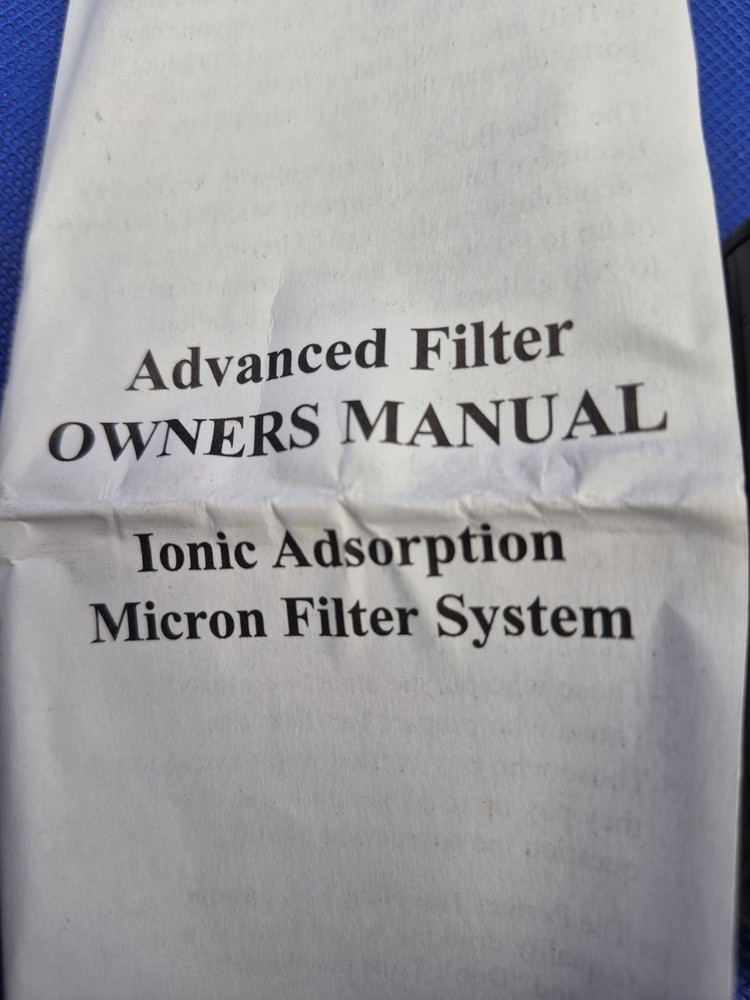 Advanced Filter
OWNERS MANUAL
Ionic Adsorption
Micron Filter System